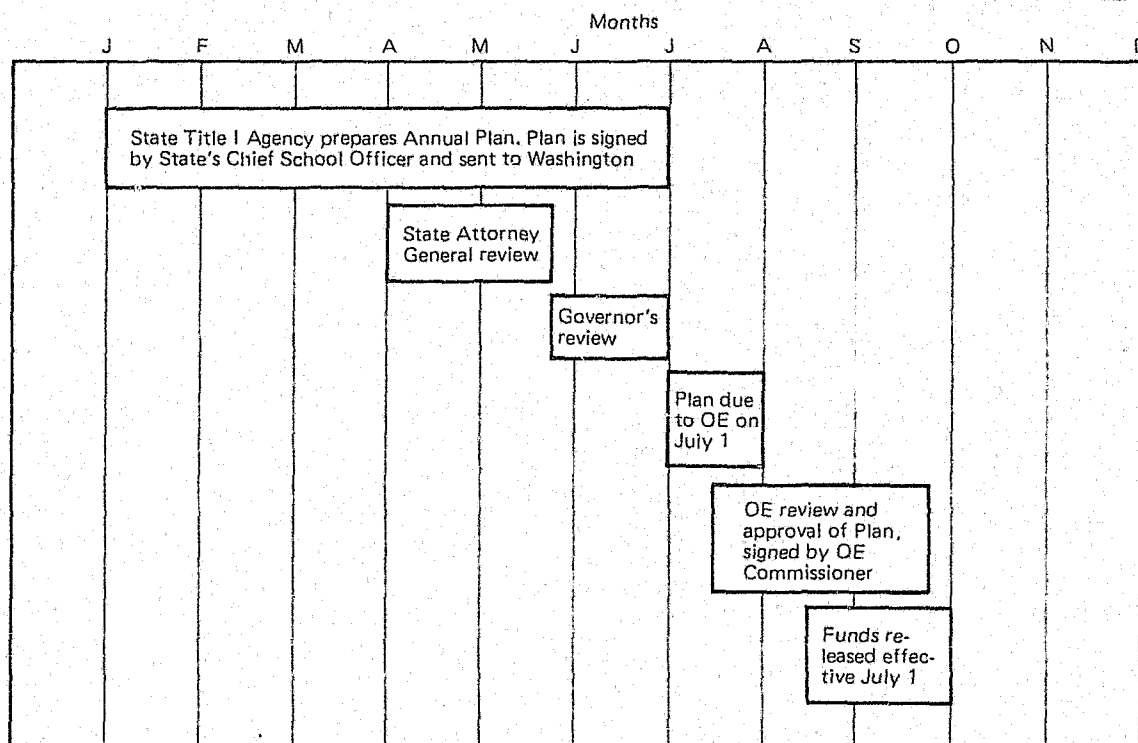 Months
J F M A M J J A S O N
State Title I Agency prepares Annual Plan. Plan is signed
by State's Chief School Officer and sent to Washington
State Attorney
General review
Governor's
review
Plan due
to OE on
July 1
OE review and
approval of Plan,
signed by OE
Commissioner
Funds re-
leased effec-
tive July 1